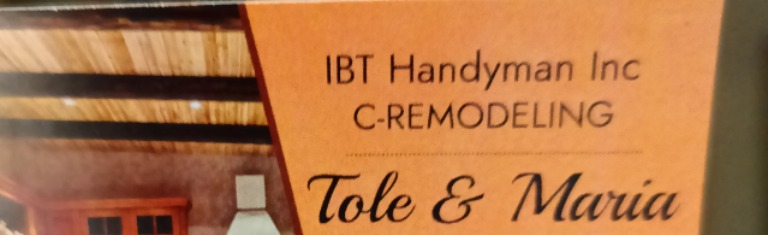 IBT Handyman Inc
C-REMODELING
Tole & Maria